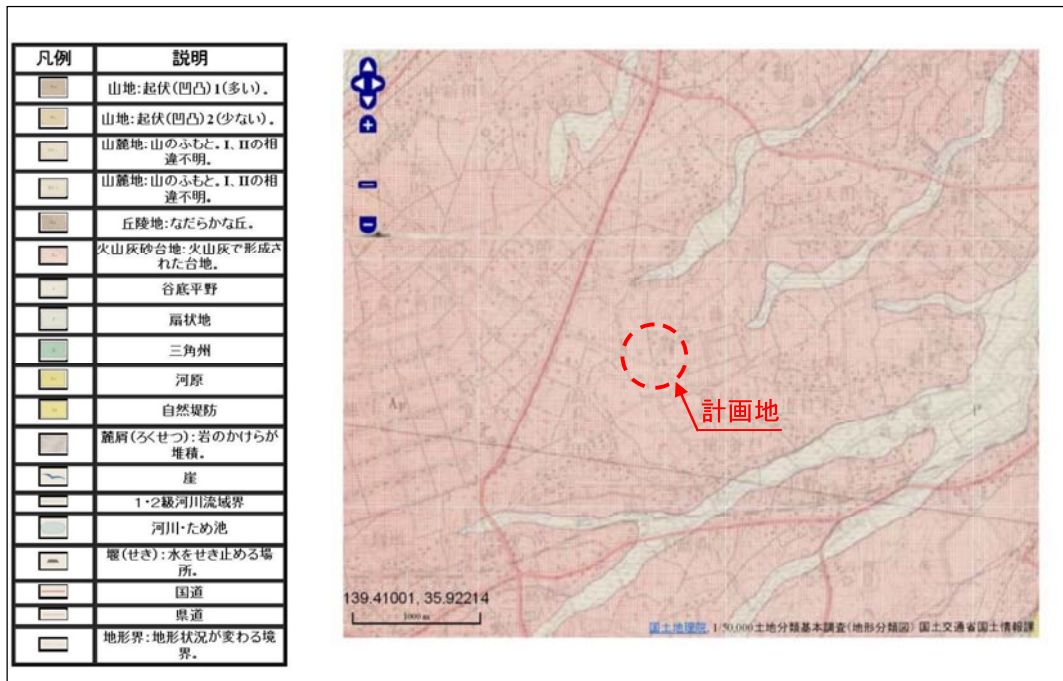 凡例 説明
山地:起伏(凹凸)1(多い)。
山地:起伏(凹凸)2(少ない)。
山麓地:山のふもと。I、IIの相
違不明。
山麓地:山のふもと。I、IIの相
違不明。
丘陵地:なだらかな丘。
火山灰砂台地:火山灰で形成さ
れた台地。
谷底平野
扇状地
三角州
河原
自然堤防
麓屑(ろくせつ):岩のかけらが
堆積。
崖
1・2級河川流域界
河川・ため池
堰(せき):水をせき止める場
所。
国道
県道
地形界:地形状況が変わる境
界。
計画地
139.41001, 35.92214
1000 m
国土地理院, 1/50,000土地分類基本調査(地形分類図) 国土交通省国土情報課